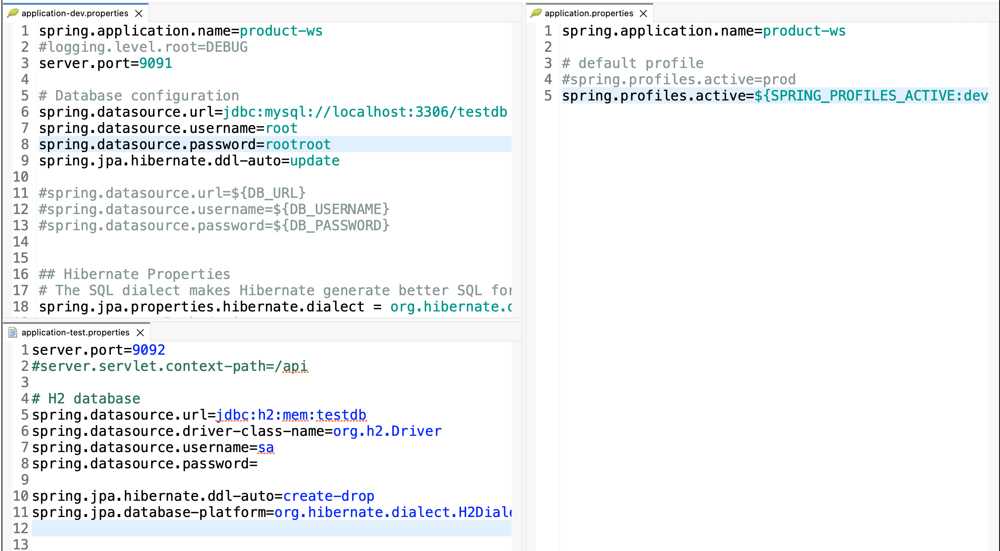 application-dev.properties
1 spring.application.name=product-ws
2 #logging.level.root=DEBUG
3 server.port=9091
4
5 # Database configuration
6 spring.datasource.url=jdbc:mysql://localhost:3306/testdb
7 spring.datasource.username=root
8 spring.datasource.password=rootroot
9 spring.jpa.hibernate.ddl-auto=update
10
11 #spring.datasource.url=${DB_URL}
12 #spring.datasource.username=${DB_USERNAME}
13 #spring.datasource.password=${DB_PASSWORD}
14
15
16 ## Hibernate Properties
17 # The SQL dialect makes Hibernate generate better SQL for
18 spring.jpa.properties.hibernate.dialect = org.hibernate.
application-test.properties
1 server.port=9092
2 #server.servlet.context-path=/api
3
4 # H2 database
5 spring.datasource.url=jdbc:h2:mem:testdb
6 spring.datasource.driver-class-name=org.h2.Driver
7 spring.datasource.username=sa
8 spring.datasource.password=
9
10 spring.jpa.hibernate.ddl-auto=create-drop
11 spring.jpa.database-platform=org.hibernate.dialect.H2Diale
12
13
application.properties
1 spring.application.name=product-ws
2
3 # default profile
4 #spring.profiles.active=prod
5 spring.profiles.active=${SPRING_PROFILES_ACTIVE:dev